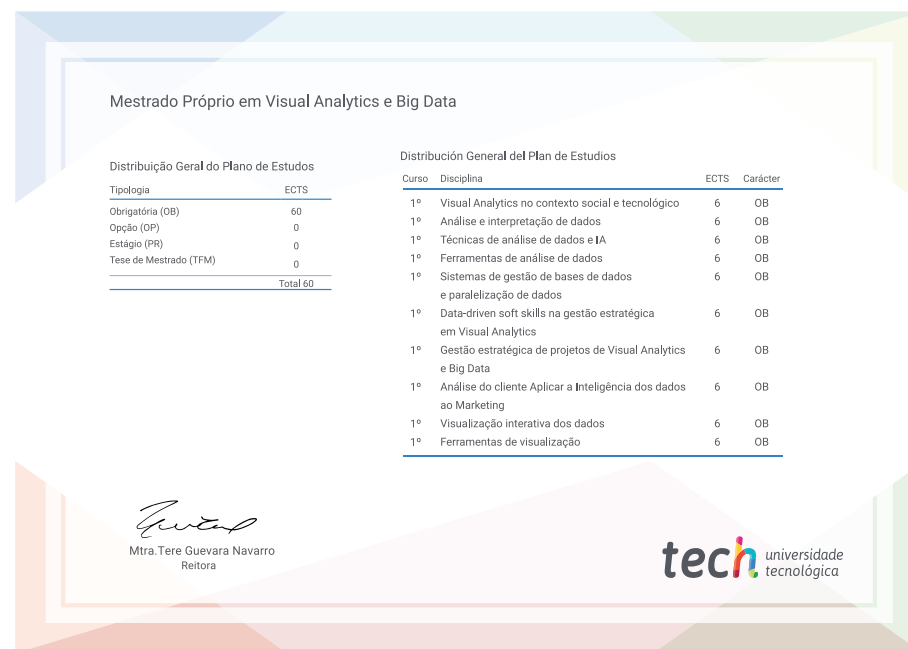 Mestrado Próprio em Visual Analytics e Big Data
Distribuição Geral do Plano de Estudos
Tipologia ECTS
Obrigatória (OB) 60
Opção (OP) 0
Estágio (PR) 0
Tese de Mestrado (TFM) 0
Total 60
Distribución General del Plan de Estudios
Curso Disciplina ECTS Carácter
1º Visual Analytics no contexto social e tecnológico 6 OB
1º Análise e interpretação de dados 6 OB
1º Técnicas de análise de dados e IA 6 OB
1º Ferramentas de análise de dados 6 OB
1º Sistemas de gestão de bases de dados 6 OB
e paralelização de dados
1º Data-driven soft skills na gestão estratégica 6 OB
em Visual Analytics
1º Gestão estratégica de projetos de Visual Analytics 6 OB
e Big Data
1º Análise do cliente Aplicar a Inteligência dos dados 6 OB
ao Marketing
1º Visualização interativa dos dados 6 OB
1º Ferramentas de visualização 6 OB
Mtra.Tere Guevara Navarro
Reitora
tech universidade
tecnológica